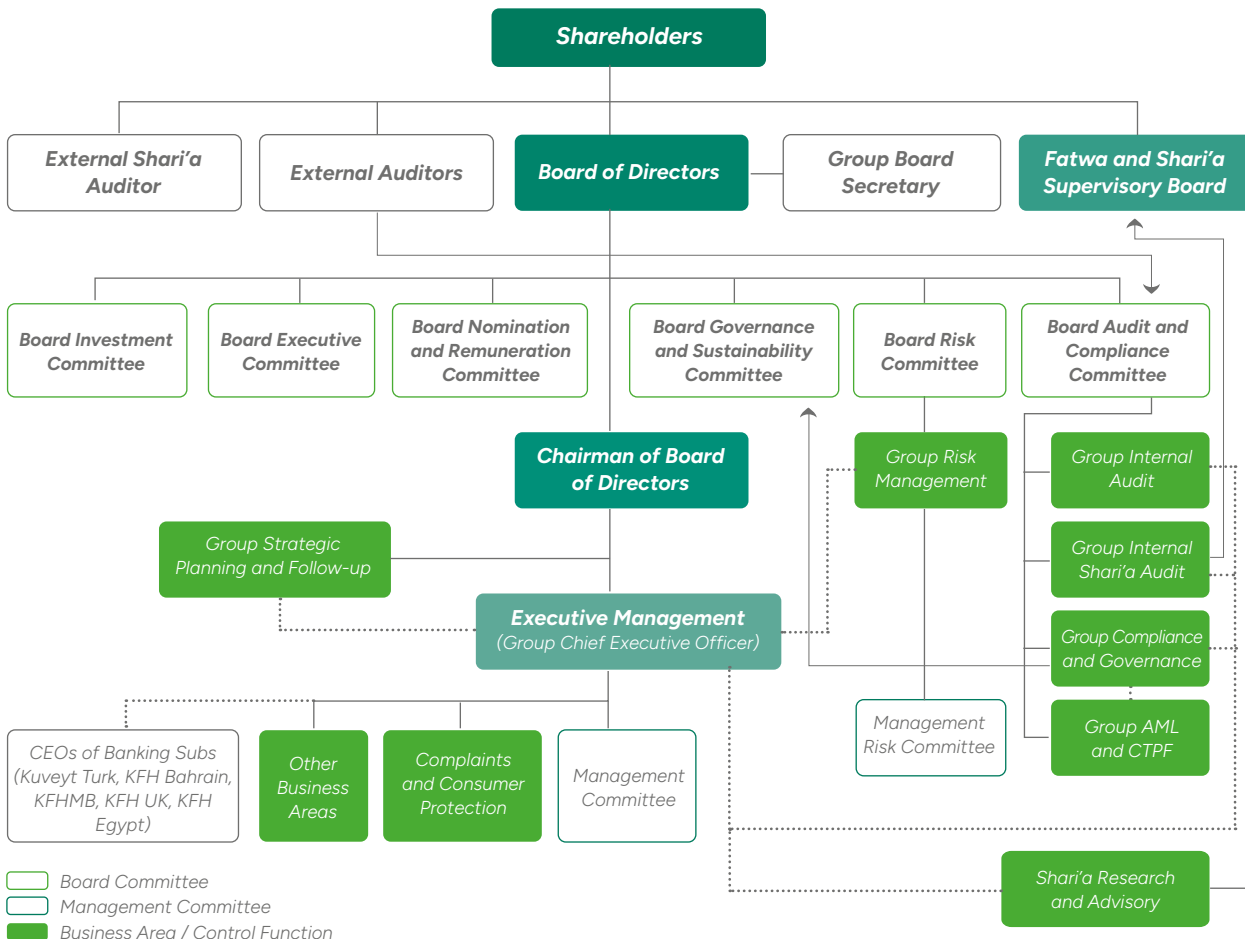 Shareholders
External Shari'a
Auditor
External Auditors
Board of Directors
Group Board
Secretary
Fatwa and Shari'a
Supervisory Board
Board Investment
Committee
Board Executive
Committee
Board Nomination
and Remuneration
Committee
Board Governance
and Sustainability
Committee
Board Risk
Committee
Board Audit and
Compliance
Committee
Chairman of Board
of Directors
Group Risk
Management
Group Internal
Audit
Group Strategic
Planning and Follow-up
Group Internal
Shari'a Audit
Executive Management
(Group Chief Executive Officer)
Group Compliance
and Governance
CEOs of Banking Subs
(Kuveyt Turk, KFH Bahrain,
KFHMB, KFH UK, KFH
Egypt)
Other
Business
Areas
Complaints
and Consumer
Protection
Management
Committee
Management
Risk Committee
Group AML
and CTPF
Shari'a Research
and Advisory
Board Committee
Management Committee
Business Area / Control Function